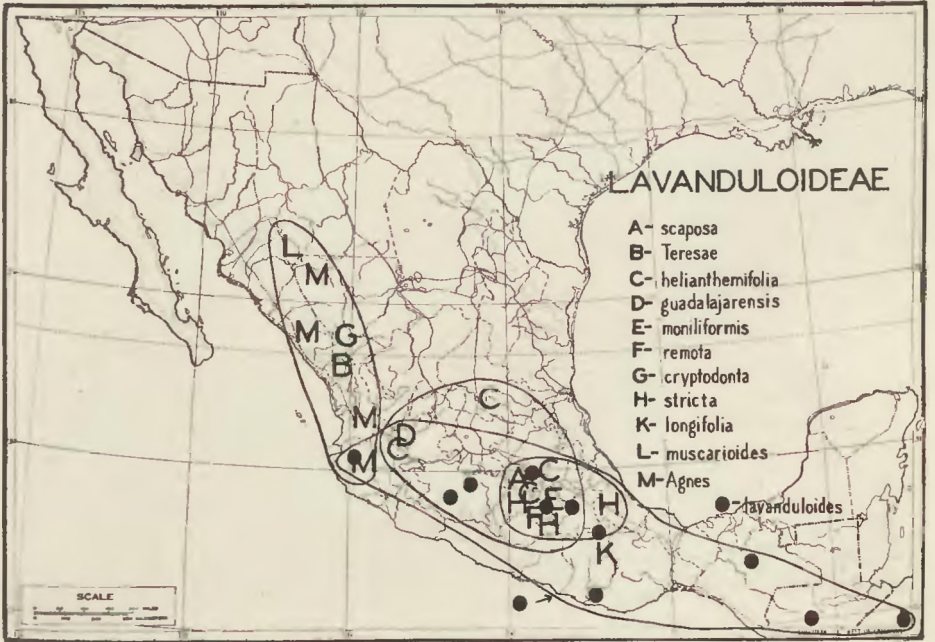 LAVANDULOIDEAE
A- scaposa
B- Teresae
C- helianthemifolia
D- guadalajarensis
E- moniliformis
F- remota
G- cryptodonta
H- stricta
K- longifolia
L- muscarioides
M- Agnes
●- lavanduloides
L
M
M
G
B
M
C
D
C
M
A
C
H
C
E
H
F
H
K
SCALE